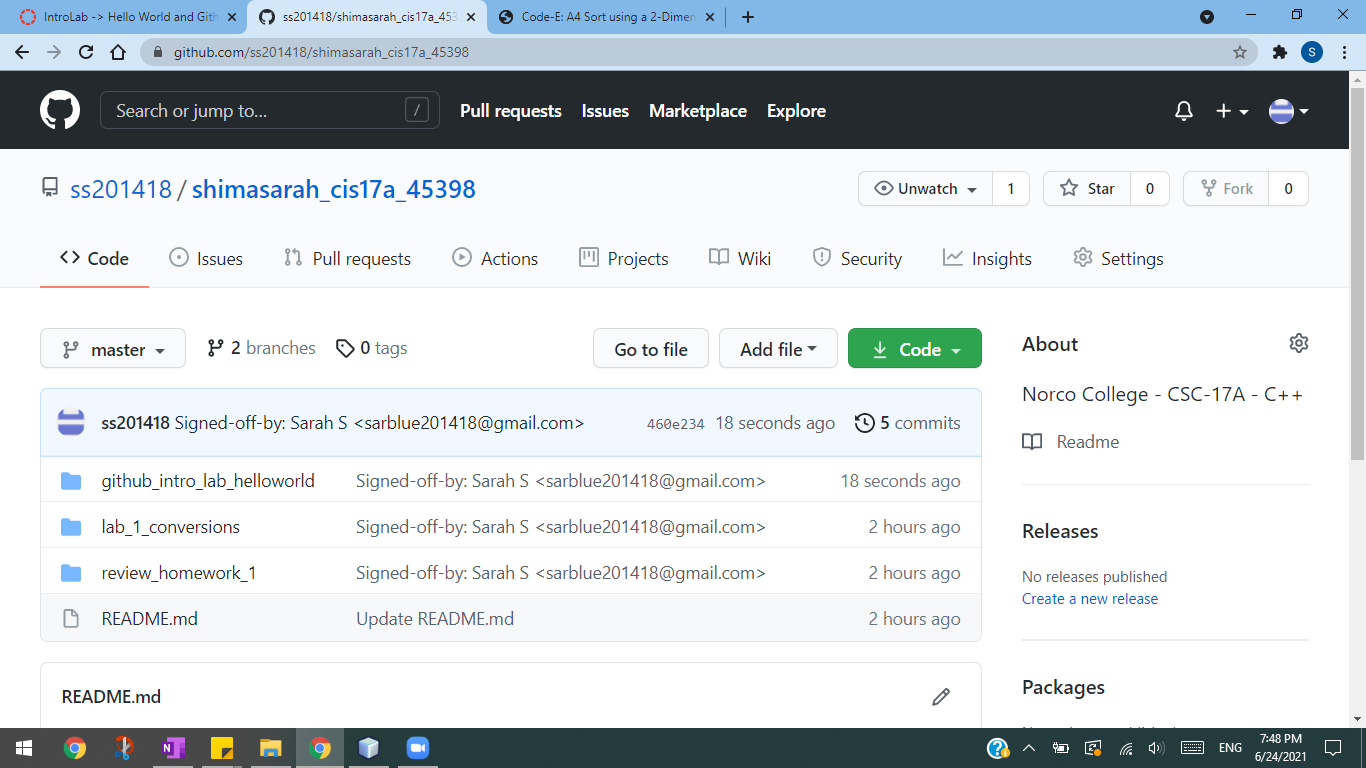 IntroLab -> Hello World and Gith
ss201418/shimasarah_cis17a_453
Code-E: A4 Sort using a 2-Dimen
github.com/ss201418/shimasarah_cis17a_45398
S
Search or jump to...
/
Pull requests
Issues
Marketplace
Explore
ss201418 / shimasarah_cis17a_45398
Unwatch 1
Star 0
Fork 0
Code
Issues
Pull requests
Actions
Projects
Wiki
Security
Insights
Settings
master
2 branches
0 tags
Go to file
Add file
Code
ss201418 Signed-off-by: Sarah S <sarblue201418@gmail.com>
460e234 18 seconds ago
5 commits
github_intro_lab_helloworld
Signed-off-by: Sarah S <sarblue201418@gmail.com>
18 seconds ago
lab_1_conversions
Signed-off-by: Sarah S <sarblue201418@gmail.com>
2 hours ago
review_homework_1
Signed-off-by: Sarah S <sarblue201418@gmail.com>
2 hours ago
README.md
Update README.md
2 hours ago
README.md
About
Norco College - CSC-17A - C++
Readme
Releases
No releases published
Create a new release
Packages
ENG
7:48 PM
6/24/2021